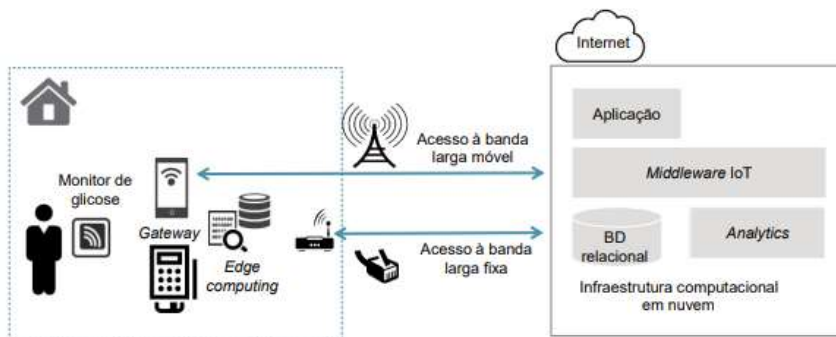 Internet
Aplicação
Acesso à banda
larga móvel
Middleware IoT
Monitor de
glicose
Gateway
Edge
computing
Acesso à banda
larga fixa
BD
relacional
Analytics
Infraestrutura computacional
em nuvem